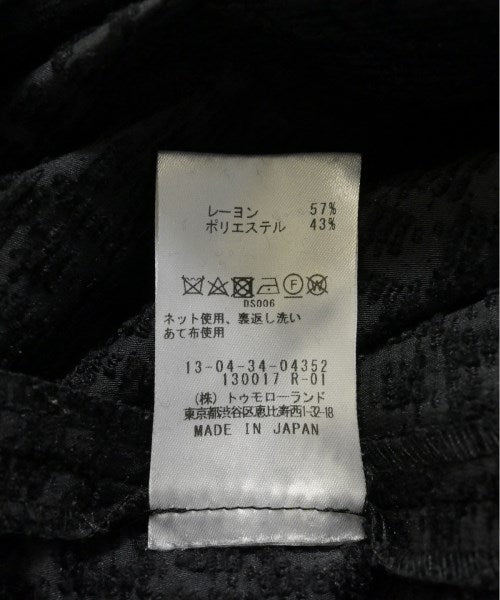 レーヨン 57%
ポリエステル 43%
F W
DS006
ネット使用、裏返し洗い
あて布使用
13-04-34-04352
130017 R-01
(株) トゥモローランド
東京都渋谷区恵比寿西1-32-18
MADE IN JAPAN